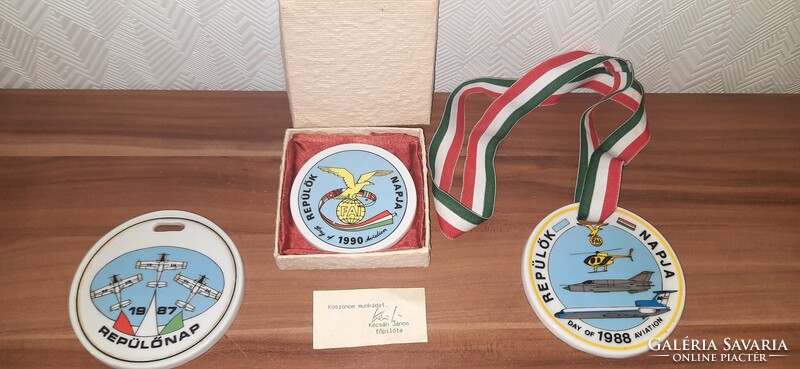 REPÜLŐK NAPJA
FAI
Day of 1990 Aviation
1987
REPÜLŐNAP
Köszönöm munkádat.
Kecsán János
főpilóta
REPÜLŐK NAPJA
DAY OF 1988 AVIATION
GALÉRIA SAVARIA
ONLINE PIACTÉR